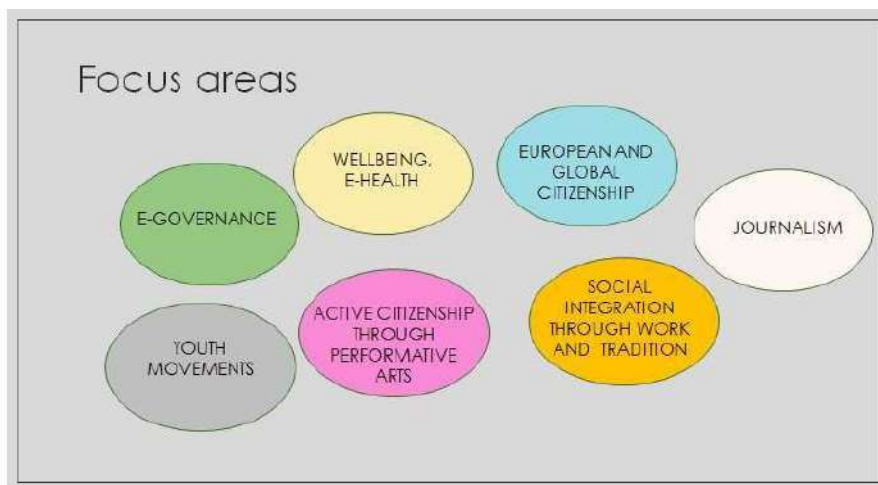 Focus areas
WELLBEING,
E-HEALTH
EUROPEAN AND
GLOBAL
CITIZENSHIP
E-GOVERNANCE
JOURNALISM
YOUTH
MOVEMENTS
ACTIVE CITIZENSHIP
THROUGH
PERFORMATIVE
ARTS
SOCIAL
INTEGRATION
THROUGH WORK
AND TRADITION